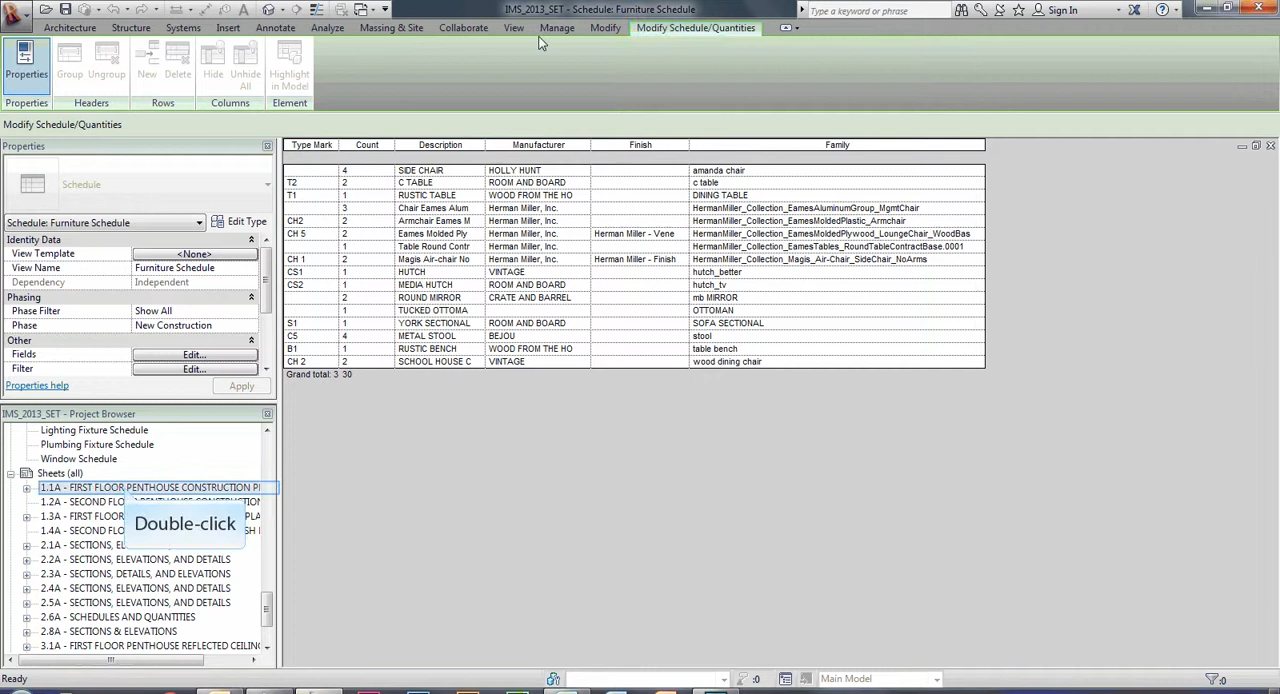 IMS_2013_SET - Schedule: Furniture Schedule
Type a keyword or phrase
Sign In
Architecture Structure Systems Insert Annotate Analyze Massing & Site Collaborate View Manage Modify Modify Schedule/Quantities
Properties Group Ungroup New Delete Hide Unhide All Highlight in Model
Properties Headers Rows Columns Element
Modify Schedule/Quantities
Properties
Schedule
Schedule: Furniture Schedule Edit Type
Identity Data
View Template <None>
View Name Furniture Schedule
Dependency Independent
Phasing
Phase Filter Show All
Phase New Construction
Other
Fields Edit...
Filter Edit...
Properties help Apply
IMS_2013_SET - Project Browser
Lighting Fixture Schedule
Plumbing Fixture Schedule
Window Schedule
Sheets (all)
1.1A - FIRST FLOOR PENTHOUSE CONSTRUCTION
1.2A - SECOND
1.3A - FIRST
1.4A - SECOND
Double-click
2.1A - SECTIONS,
2.2A - SECTIONS, ELEVATIONS, AND DETAILS
2.3A - SECTIONS, DETAILS, AND ELEVATIONS
2.4A - SECTIONS, ELEVATIONS, AND DETAILS
2.5A - SECTIONS, ELEVATIONS, AND DETAILS
2.6A - SCHEDULES AND QUANTITIES
2.8A - SECTIONS & ELEVATIONS
3.1A - FIRST FLOOR PENTHOUSE REFLECTED CEILING
Type Mark Count Description Manufacturer Finish Family
4 SIDE CHAIR HOLLY HUNT amanda chair
T2 2 C TABLE ROOM AND BOARD c table
T1 1 RUSTIC TABLE WOOD FROM THE HO DINING TABLE
3 Chair Eames Alum Herman Miller, Inc. HermanMiller_Collection_EamesAluminumGroup_MgmtChair
CH2 2 Armchair Eames M Herman Miller, Inc. HermanMiller_Collection_EamesMoldedPlastic_Armchair
CH 5 2 Eames Molded Ply Herman Miller, Inc. Herman Miller - Vene HermanMiller_Collection_EamesMoldedPlywood_LoungeChair_WoodBas
1 Table Round Contr Herman Miller, Inc. HermanMiller_Collection_EamesTables_RoundTableContractBase.0001
CH 1 2 Magis Air-chair No Herman Miller, Inc. Herman Miller - Finish HermanMiller_Collection_Magis_Air-Chair_SideChair_NoArms
CS1 1 HUTCH VINTAGE hutch_better
CS2 1 MEDIA HUTCH ROOM AND BOARD hutch_tv
2 ROUND MIRROR CRATE AND BARREL mb MIRROR
1 TUCKED OTTOMA OTTOMAN
S1 1 YORK SECTIONAL ROOM AND BOARD SOFA SECTIONAL
C5 4 METAL STOOL BEJOU stool
B1 1 RUSTIC BENCH WOOD FROM THE HO table bench
CH 2 2 SCHOOL HOUSE C VINTAGE wood dining chair
Grand total: 3 30
Ready
:0 Main Model :0